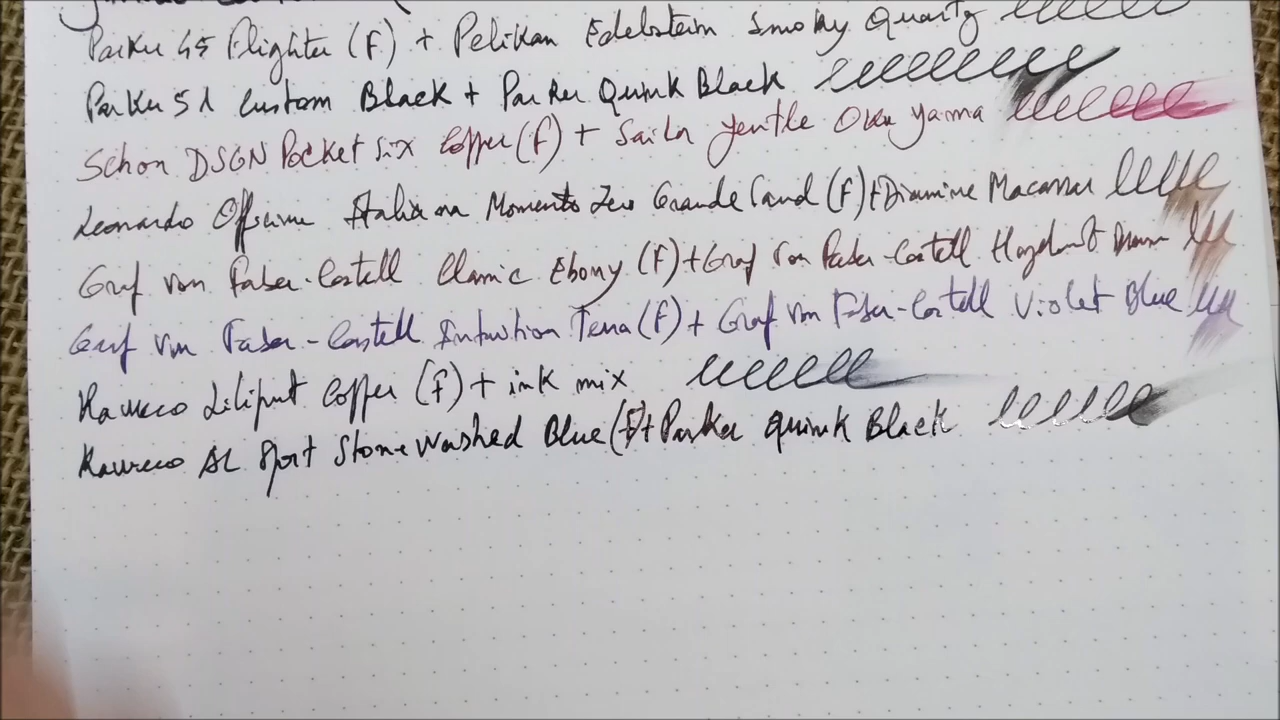 Parker 45 Flighter (F) + Pelikan Edelstein Smoky Quartz
Parker 51 Custom Black + Parker Quink Black
Schon DSGN Pocket Six Copper (F) + Sailor Jentle Oku yama
Leonardo Officina Italiana Momento Zero Grande (F) + Diamine Macassar
Graf von Faber-Castell Classic Ebony (F) + Graf von Faber-Castell Hazelnut Brown
Graf von Faber-Castell Intuition Terra (F) + Graf von Faber-Castell Violet Blue
Kaweco Liliput Copper (F) + ink mix
Kaweco AL Sport Stonewashed Blue (F) + Parker Quink Black